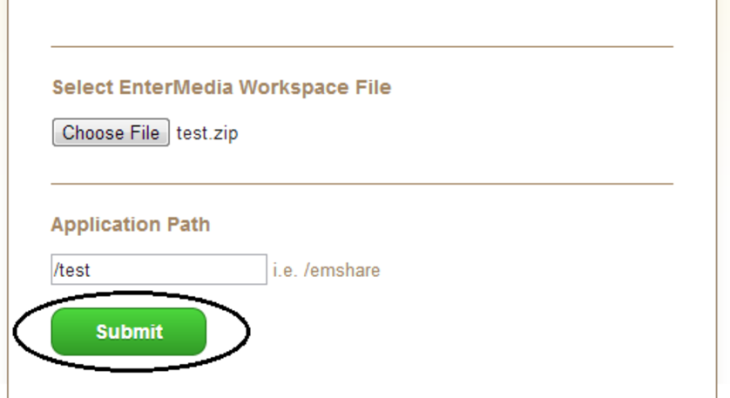 Select EnterMedia Workspace File
Choose File test.zip
Application Path
/test i.e. /emshare
Submit